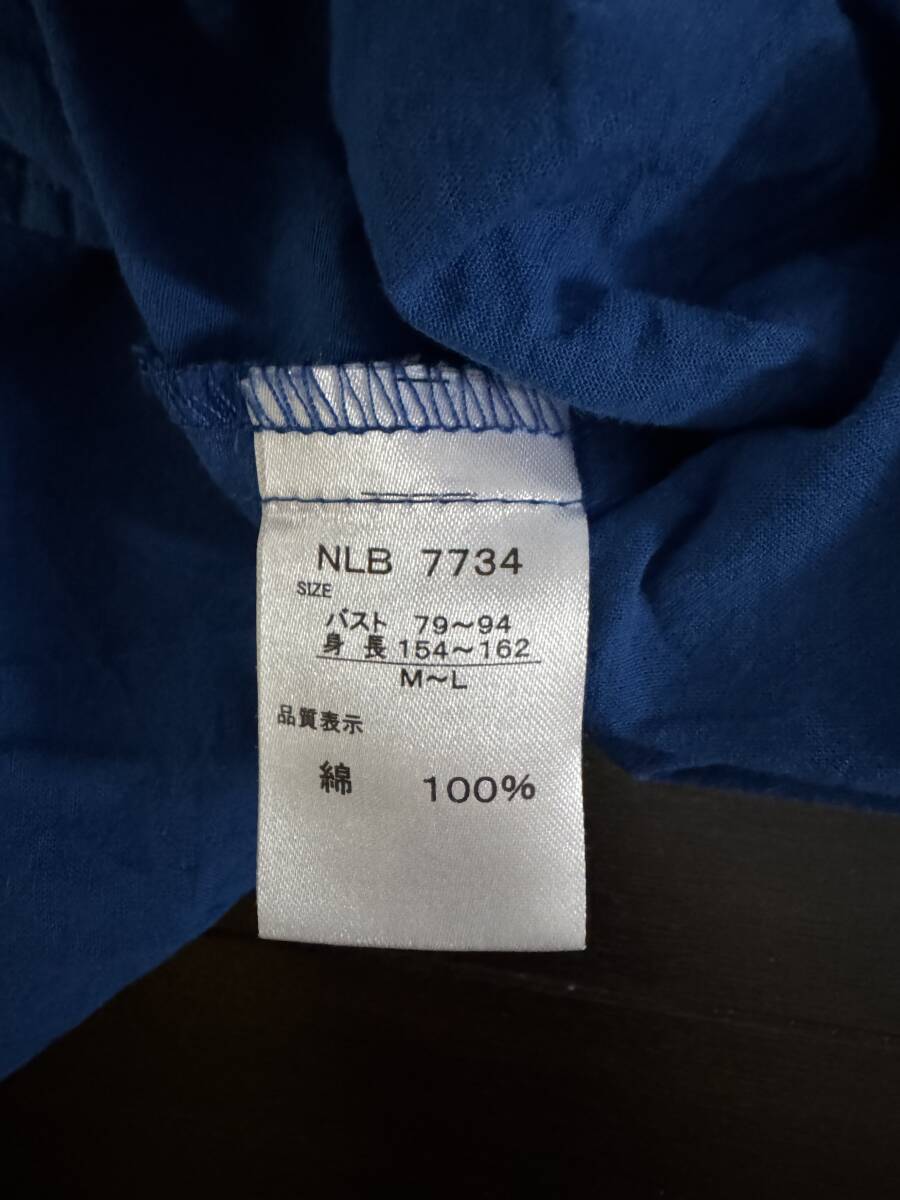 NLB 7734
SIZE
バスト 79～94
身長 154～162
M～L
品質表示
綿 100%